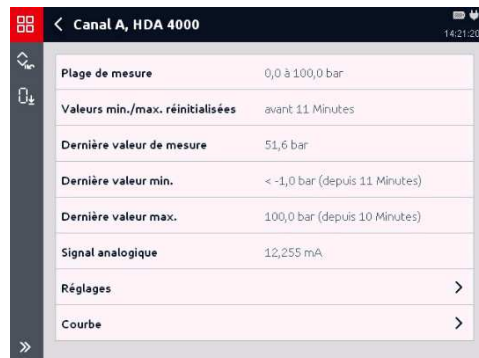 Canal A, HDA 4000
14:21:20
Plage de mesure 0,0 à 100,0 bar
Valeurs min./max. réinitialisées avant 11 Minutes
Dernière valeur de mesure 51,6 bar
Dernière valeur min. < -1,0 bar (depuis 11 Minutes)
Dernière valeur max. 100,0 bar (depuis 10 Minutes)
Signal analogique 12,255 mA
Réglages
Courbe